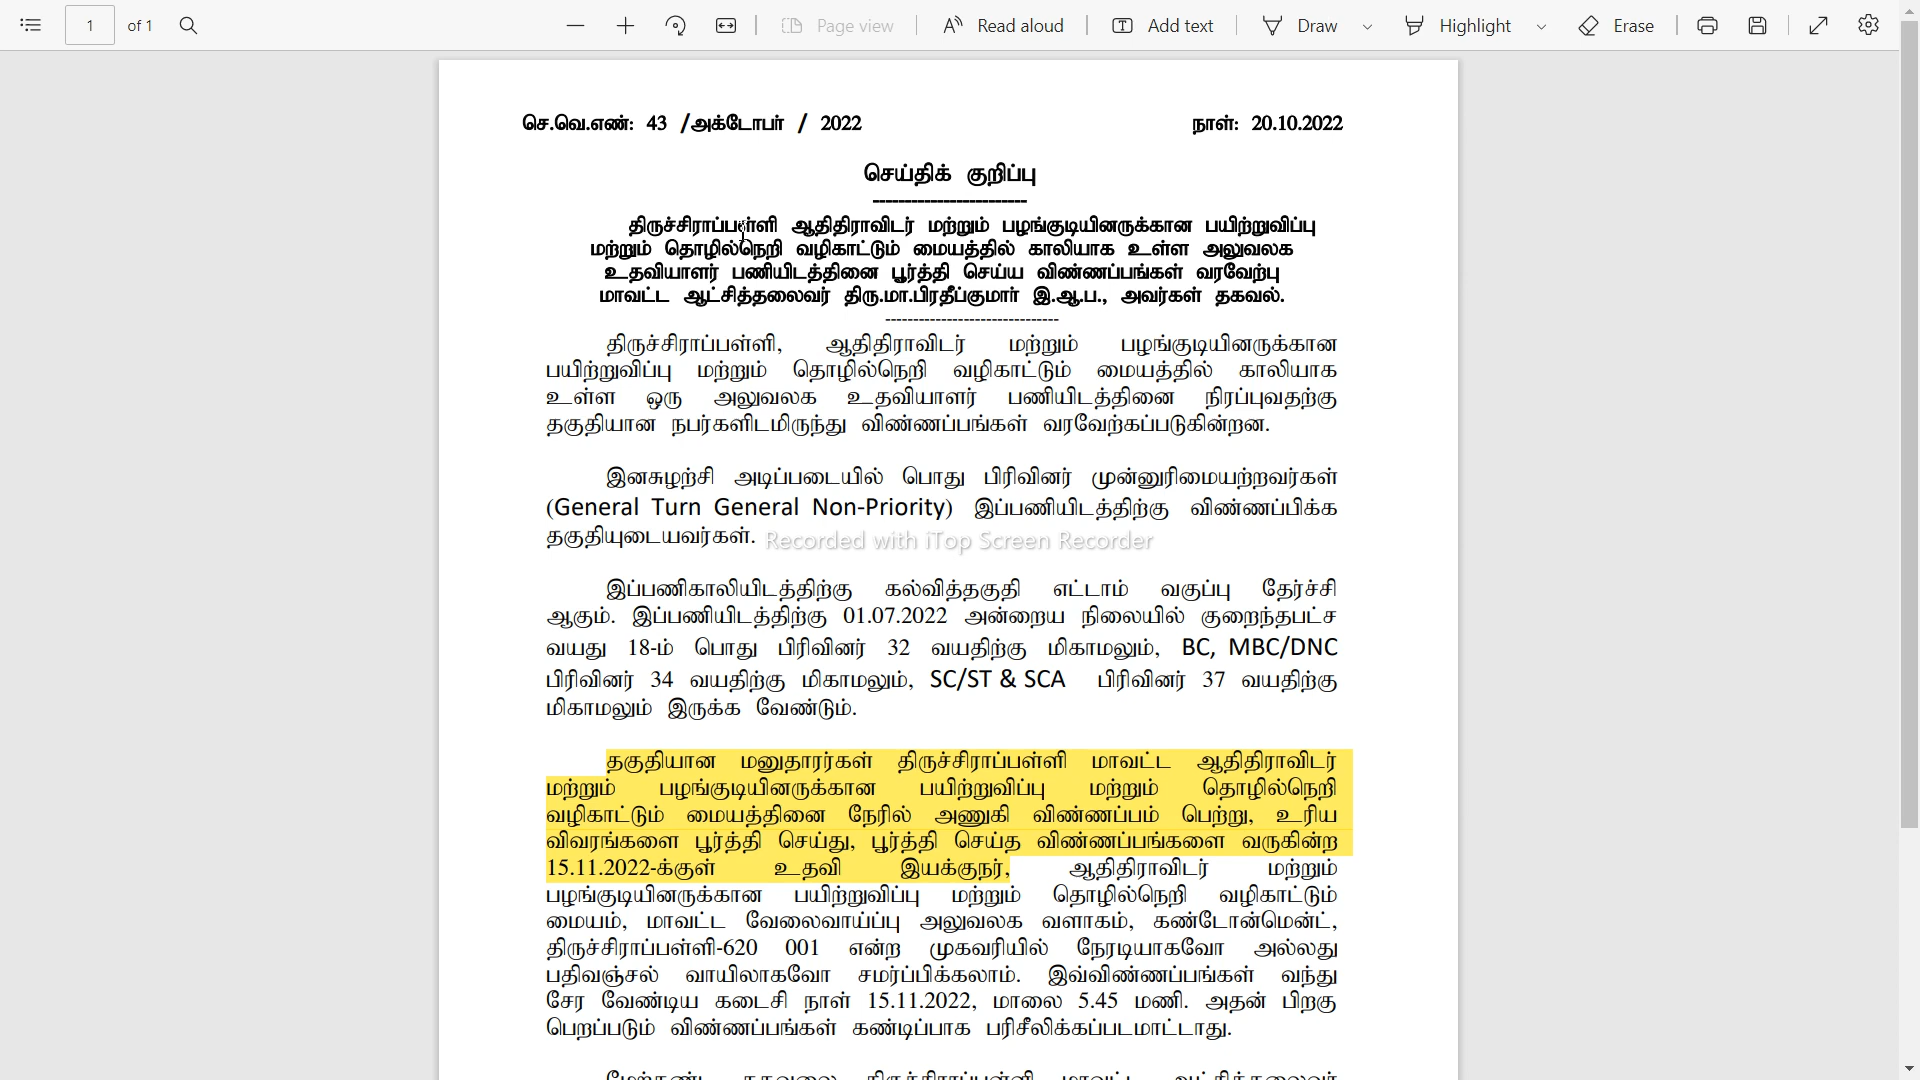 1 of 1 Page view Read aloud Add text Draw Highlight Erase
செ.வெ.எண்: 43 /அக்டோபர் / 2022 நாள்: 20.10.2022
செய்திக் குறிப்பு
-------------------------
திருச்சிராப்பள்ளி ஆதிதிராவிடர் மற்றும் பழங்குடியினருக்கான பயிற்றுவிப்பு
மற்றும் தொழில்நெறி வழிகாட்டும் மையத்தில் காலியாக உள்ள அலுவலக
உதவியாளர் பணியிடத்தினை பூர்த்தி செய்ய விண்ணப்பங்கள் வரவேற்பு
மாவட்ட ஆட்சித்தலைவர் திரு.மா.பிரதீப்குமார் இ.ஆ.ப., அவர்கள் தகவல்.
-------------------------------
திருச்சிராப்பள்ளி, ஆதிதிராவிடர் மற்றும் பழங்குடியினருக்கான
பயிற்றுவிப்பு மற்றும் தொழில்நெறி வழிகாட்டும் மையத்தில் காலியாக
உள்ள ஒரு அலுவலக உதவியாளர் பணியிடத்தினை நிரப்புவதற்கு
தகுதியான நபர்களிடமிருந்து விண்ணப்பங்கள் வரவேற்கப்படுகின்றன.
இனசுழற்சி அடிப்படையில் பொது பிரிவினர் முன்னுரிமையற்றவர்கள்
(General Turn General Non-Priority) இப்பணியிடத்திற்கு விண்ணப்பிக்க
தகுதியுடையவர்கள்.
Recorded with iTop Screen Recorder
இப்பணிகாலியிடத்திற்கு கல்வித்தகுதி எட்டாம் வகுப்பு தேர்ச்சி
ஆகும். இப்பணியிடத்திற்கு 01.07.2022 அன்றைய நிலையில் குறைந்தபட்ச
வயது 18-ம் பொது பிரிவினர் 32 வயதிற்கு மிகாமலும், BC, MBC/DNC
பிரிவினர் 34 வயதிற்கு மிகாமலும், SC/ST & SCA பிரிவினர் 37 வயதிற்கு
மிகாமலும் இருக்க வேண்டும்.
தகுதியான மனுதாரர்கள் திருச்சிராப்பள்ளி மாவட்ட ஆதிதிராவிடர்
மற்றும் பழங்குடியினருக்கான பயிற்றுவிப்பு மற்றும் தொழில்நெறி
வழிகாட்டும் மையத்தினை நேரில் அணுகி விண்ணப்பம் பெற்று, உரிய
விவரங்களை பூர்த்தி செய்து, பூர்த்தி செய்த விண்ணப்பங்களை வருகின்ற
15.11.2022-க்குள் உதவி இயக்குநர், ஆதிதிராவிடர் மற்றும்
பழங்குடியினருக்கான பயிற்றுவிப்பு மற்றும் தொழில்நெறி வழிகாட்டும்
மையம், மாவட்ட வேலைவாய்ப்பு அலுவலக வளாகம், கண்டோன்மென்ட்,
திருச்சிராப்பள்ளி-620 001 என்ற முகவரியில் நேரடியாகவோ அல்லது
பதிவஞ்சல் வாயிலாகவோ சமர்ப்பிக்கலாம். இவ்விண்ணப்பங்கள் வந்து
சேர வேண்டிய கடைசி நாள் 15.11.2022, மாலை 5.45 மணி. அதன் பிறகு
பெறப்படும் விண்ணப்பங்கள் கண்டிப்பாக பரிசீலிக்கப்படமாட்டாது.